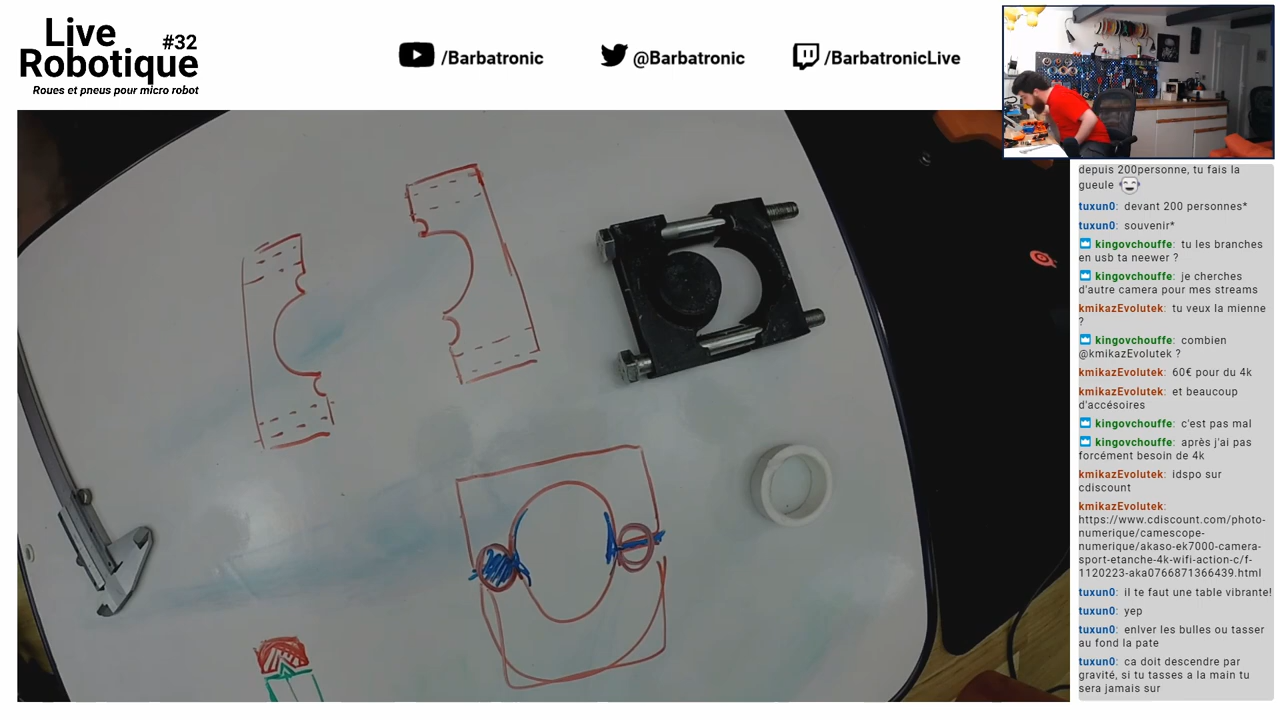 Live
Robotique #32
Roues et pneus pour micro robot
/Barbatronic
@Barbatronic
/BarbatronicLive
depuis 200personne, tu fais la
gueule
tuxun0: devant 200 personnes*
tuxun0: souvenir*
kingovchouffe: tu les branches
en usb ta neewer ?
kingovchouffe: je cherches
d'autre camera pour mes streams
kmikazEvolutek: tu veux la mienne
?
kingovchouffe: combien
@kmikazEvolutek ?
kmikazEvolutek: 60€ pour du 4k
kmikazEvolutek: et beaucoup
d'accésoires
kingovchouffe: c'est pas mal
kingovchouffe: après j'ai pas
forcément besoin de 4k
kmikazEvolutek: idspo sur
cdiscount
kmikazEvolutek:
https://www.cdiscount.com/photo-
numerique/camescope-
numerique/akaso-ek7000-camera-
sport-etanche-4k-wifi-action-c/f-
1120223-aka0766871366439.html
tuxun0: il te faut une table vibrante!
tuxun0: yep
tuxun0: enlver les bulles ou tasser
au fond la pate
tuxun0: ca doit descendre par
gravité, si tu tasses a la main tu
sera jamais sur